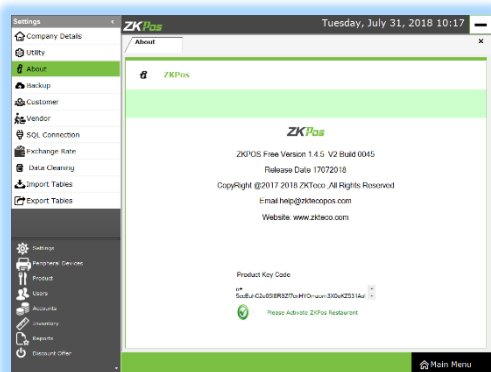 Settings
ZKPos
Tuesday, July 31, 2018 10:17
Company Details
Utility
About
Backup
Customer
Vendor
SQL Connection
Exchange Rate
Data Cleaning
Import Tables
Export Tables
Settings
Peripheral Devices
Product
Users
Accounts
Inventory
Reports
Discount Offer
About
x
ZKPos
ZKPos
ZKPOS Free Version 1.4.5 V2 Build 0045
Release Date 17072018
CopyRight @2017 2018 ZKTeco ,All Rights Reserved
Email:help@zktecopos.com
Website: www.zkteco.com
Product Key Code
Please Activate ZKPos Restaurant
Main Menu